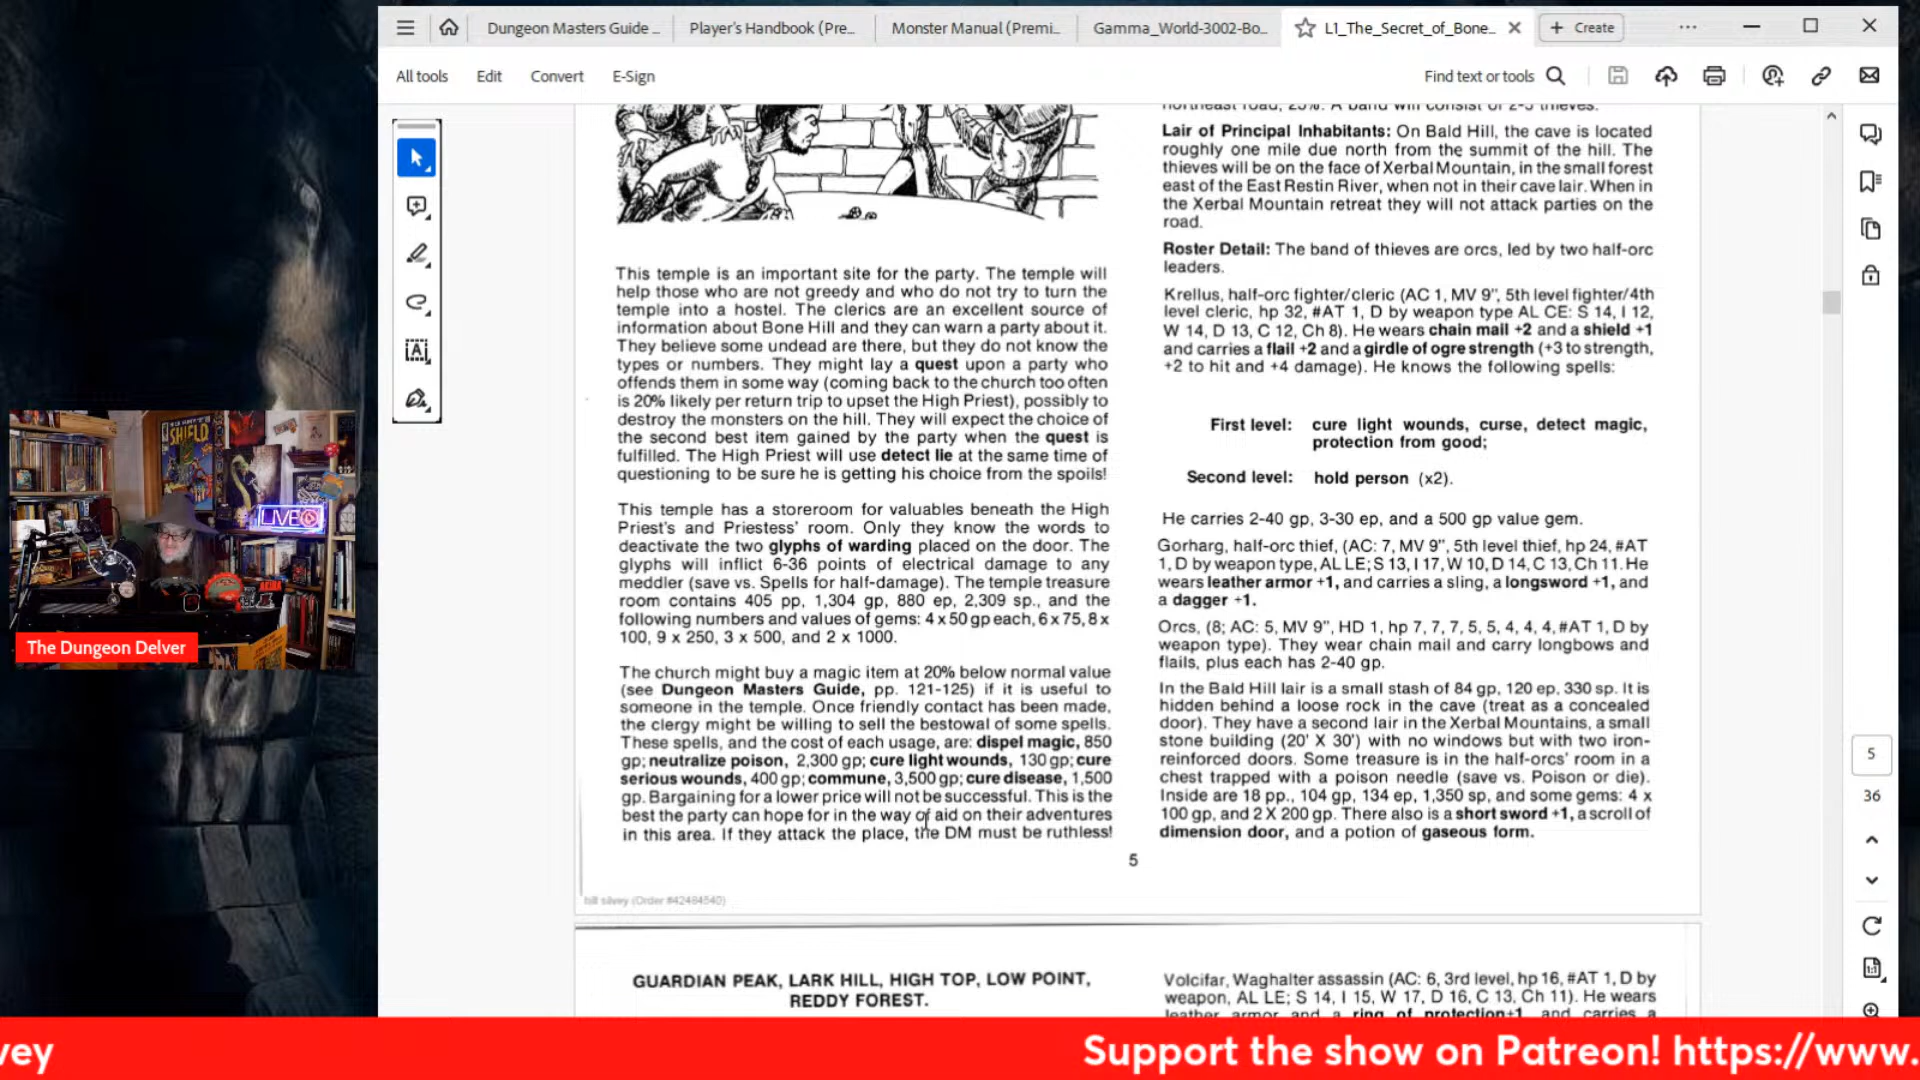 Dungeon Masters Guide ...
Player's Handbook (Pre...
Monster Manual (Premi...
Gamma_World-3002-Bo...
L1_The_Secret_of_Bone...
+ Create
All tools
Edit
Convert
E-Sign
Find text or tools
This temple is an important site for the party. The temple will
help those who are not greedy and who do not try to turn the
temple into a hostel. The clerics are an excellent source of
information about Bone Hill and they can warn a party about it.
They believe some undead are there, but they do not know the
types or numbers. They might lay a quest upon a party who
offends them in some way (coming back to the church too often
is 20% likely per return trip to upset the High Priest), possibly to
destroy the monsters on the hill. They will expect the choice of
the second best item gained by the party when the quest is
fulfilled. The High Priest will use detect lie at the same time of
questioning to be sure he is getting his choice from the spoils!
This temple has a storeroom for valuables beneath the High
Priest's and Priestess' room. Only they know the words to
deactivate the two glyphs of warding placed on the door. The
glyphs will inflict 6-36 points of electrical damage to any
meddler (save vs. Spells for half-damage). The temple treasure
room contains 405 pp, 1,304 gp, 880 ep, 2,309 sp., and the
following numbers and values of gems: 4 x 50 gp each, 6 x 75, 8 x
100, 9 x 250, 3 x 500, and 2 x 1000.
The church might buy a magic item at 20% below normal value
(see Dungeon Masters Guide, pp. 121-125) if it is useful to
someone in the temple. Once friendly contact has been made,
the clergy might be willing to sell the bestowal of some spells.
These spells, and the cost of each usage, are: dispel magic, 850
gp; neutralize poison, 2,300 gp; cure light wounds, 130 gp; cure
serious wounds, 400 gp; commune, 3,500 gp; cure disease, 1,500
gp. Bargaining for a lower price will not be successful. This is the
best the party can hope for in the way of aid on their adventures
in this area. If they attack the place, the DM must be ruthless!
northeast road, 25%. A band will consist of 2-5 thieves.
Lair of Principal Inhabitants: On Bald Hill, the cave is located
roughly one mile due north from the summit of the hill. The
thieves will be on the face of Xerbal Mountain, in the small forest
east of the East Restin River, when not in their cave lair. When in
the Xerbal Mountain retreat they will not attack parties on the
road.
Roster Detail: The band of thieves are orcs, led by two half-orc
leaders.
Krellus, half-orc fighter/cleric (AC 1, MV 9", 5th level fighter/4th
level cleric, hp 32, #AT 1, D by weapon type AL CE: S 14, I 12,
W 14, D 13, C 12, Ch 8). He wears chain mail +2 and a shield +1
and carries a flail +2 and a girdle of ogre strength (+3 to strength,
+2 to hit and +4 damage). He knows the following spells:
First level: cure light wounds, curse, detect magic,
protection from good;
Second level: hold person (x2).
He carries 2-40 gp, 3-30 ep, and a 500 gp value gem.
Gorharg, half-orc thief, (AC: 7, MV 9", 5th level thief, hp 24, #AT
1, D by weapon type, AL LE; S 13, I 17, W 10, D 14, C 13, Ch 11. He
wears leather armor +1, and carries a sling, a longsword +1, and
a dagger +1.
Orcs, (8; AC: 5, MV 9", HD 1, hp 7, 7, 7, 5, 5, 4, 4, 4, #AT 1, D by
weapon type). They wear chain mail and carry longbows and
flails, plus each has 2-40 gp.
In the Bald Hill lair is a small stash of 84 gp, 120 ep, 330 sp. It is
hidden behind a loose rock in the cave (treat as a concealed
door). They have a second lair in the Xerbal Mountains, a small
stone building (20' X 30') with no windows but with two iron-
reinforced doors. Some treasure is in the half-orcs' room in a
chest trapped with a poison needle (save vs. Poison or die).
Inside are 18 pp., 104 gp, 134 ep, 1,350 sp, and some gems: 4 x
100 gp, and 2 X 200 gp. There also is a short sword +1, a scroll of
dimension door, and a potion of gaseous form.
5
bill silvey (Order #42484540)
GUARDIAN PEAK, LARK HILL, HIGH TOP, LOW POINT,
REDDY FOREST.
Volcifar, Waghalter assassin (AC: 6, 3rd level, hp 16, #AT 1, D by
weapon, AL LE; S 14, I 15, W 17, D 16, C 13, Ch 11). He wears
leather armor and a ring of protection+1, and carries a
5
36
SHIELD
LIVE
The Dungeon Delver
vey
Support the show on Patreon! https://www.